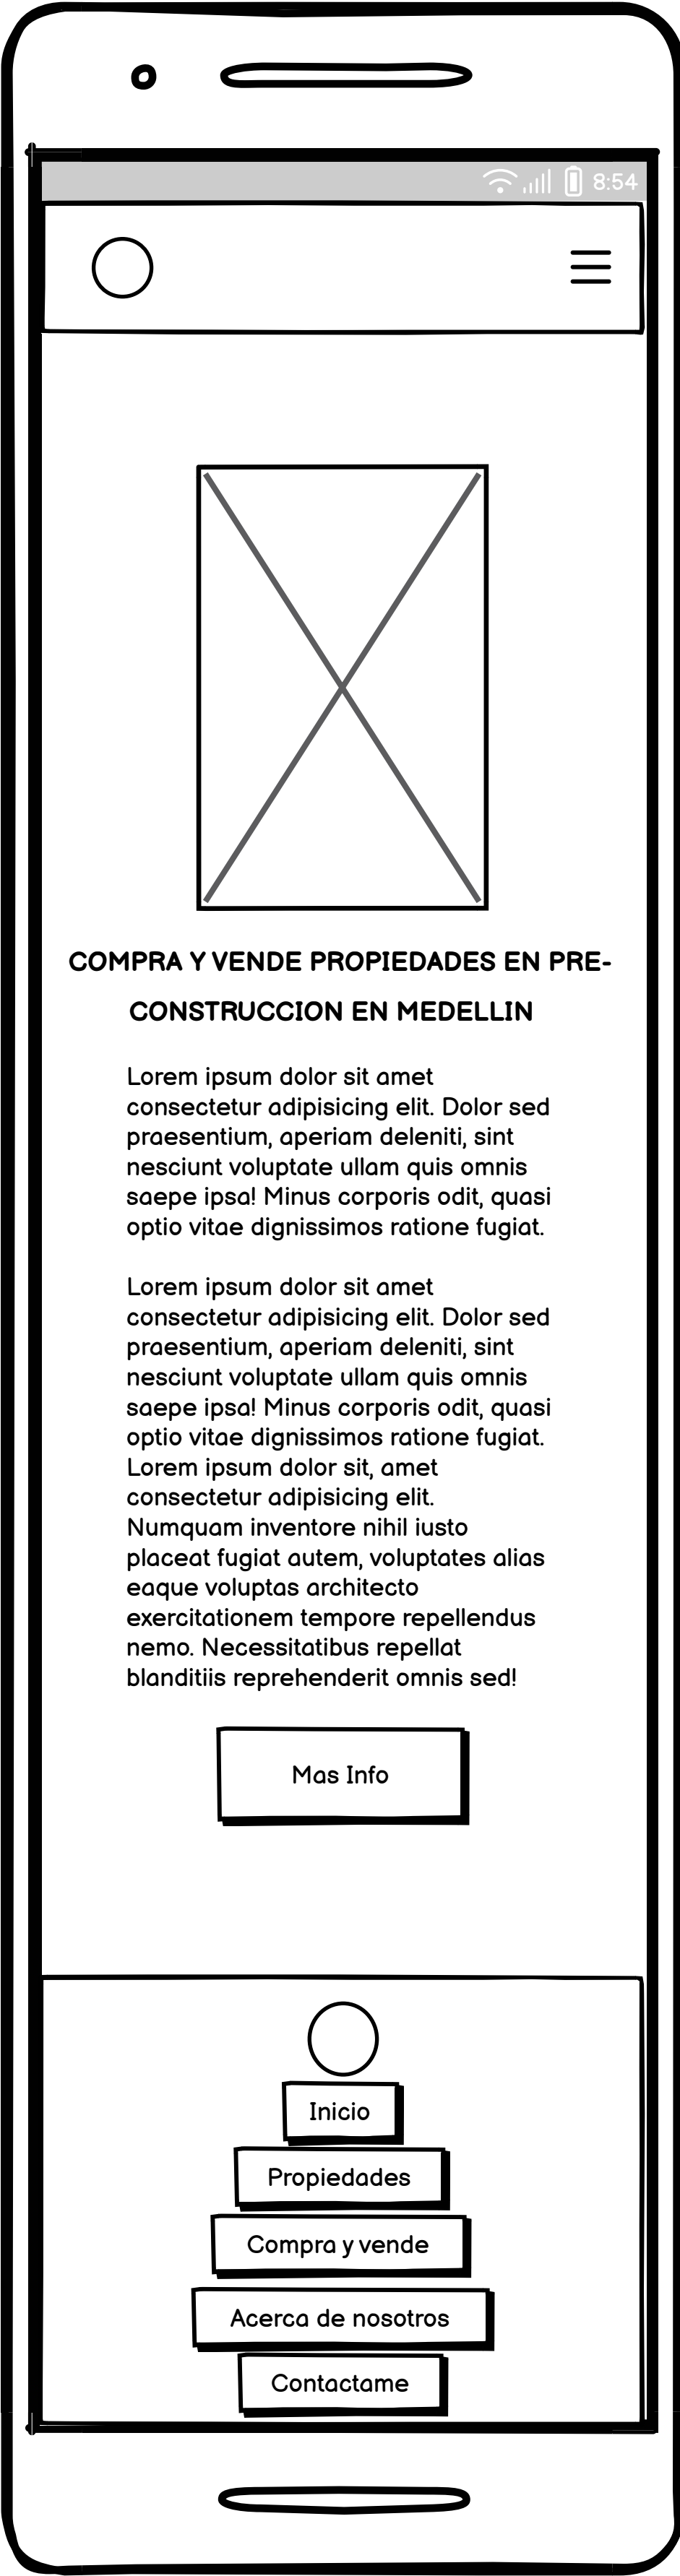 8:54
COMPRA Y VENDE PROPIEDADES EN PRE-
CONSTRUCCION EN MEDELLIN
Lorem ipsum dolor sit amet
consectetur adipisicing elit. Dolor sed
praesentium, aperiam deleniti, sint
nesciunt voluptate ullam quis omnis
saepe ipsa! Minus corporis odit, quasi
optio vitae dignissimos ratione fugiat.
Lorem ipsum dolor sit amet
consectetur adipisicing elit. Dolor sed
praesentium, aperiam deleniti, sint
nesciunt voluptate ullam quis omnis
saepe ipsa! Minus corporis odit, quasi
optio vitae dignissimos ratione fugiat.
Lorem ipsum dolor sit, amet
consectetur adipisicing elit.
Numquam inventore nihil iusto
placeat fugiat autem, voluptates alias
eaque voluptas architecto
exercitationem tempore repellendus
nemo. Necessitatibus repellat
blanditiis reprehenderit omnis sed!
Mas Info
Inicio
Propiedades
Compra y vende
Acerca de nosotros
Contactame